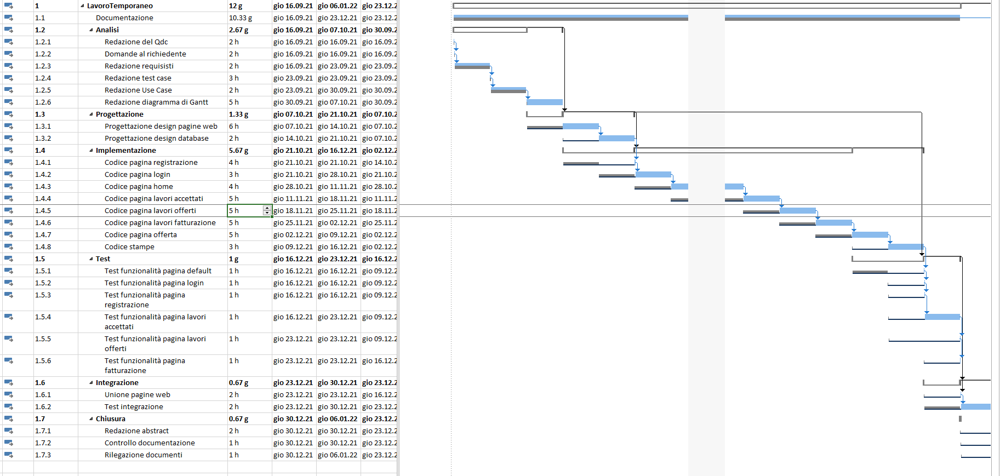 1 LavoroTemporaneo 12 g gio 16.09.21 gio 06.01.22 gio 23.12.2
1.1 Documentazione 10.33 g gio 16.09.21 gio 23.12.21 gio 23.12.2
1.2 Analisi 2.67 g gio 16.09.21 gio 07.10.21 gio 30.09.2
1.2.1 Redazione del Qdc 2 h gio 16.09.21 gio 16.09.21 gio 16.09.2
1.2.2 Domande al richiedente 2 h gio 16.09.21 gio 16.09.21 gio 16.09.2
1.2.3 Redazione requisisti 2 h gio 16.09.21 gio 23.09.21 gio 23.09.2
1.2.4 Redazione test case 3 h gio 23.09.21 gio 23.09.21 gio 23.09.2
1.2.5 Redazione Use Case 2 h gio 23.09.21 gio 30.09.21 gio 30.09.2
1.2.6 Redazione diagramma di Gantt 5 h gio 30.09.21 gio 07.10.21 gio 30.09.2
1.3 Progettazione 1.33 g gio 07.10.21 gio 21.10.21 gio 07.10.2
1.3.1 Progettazione design pagine web 6 h gio 07.10.21 gio 14.10.21 gio 07.10.2
1.3.2 Progettazione design database 2 h gio 14.10.21 gio 21.10.21 gio 07.10.2
1.4 Implementazione 5.67 g gio 21.10.21 gio 16.12.21 gio 02.12.2
1.4.1 Codice pagina registrazione 4 h gio 21.10.21 gio 21.10.21 gio 14.10.2
1.4.2 Codice pagina login 3 h gio 21.10.21 gio 28.10.21 gio 21.10.2
1.4.3 Codice pagina home 4 h gio 28.10.21 gio 11.11.21 gio 28.10.2
1.4.4 Codice pagina lavori accettati 5 h gio 11.11.21 gio 18.11.21 gio 11.11.2
1.4.5 Codice pagina lavori offerti 5 h gio 18.11.21 gio 25.11.21 gio 18.11.2
1.4.6 Codice pagina lavori fatturazione 5 h gio 25.11.21 gio 02.12.21 gio 25.11.2
1.4.7 Codice pagina offerta 5 h gio 02.12.21 gio 09.12.21 gio 02.12.2
1.4.8 Codice stampe 3 h gio 09.12.21 gio 16.12.21 gio 02.12.2
1.5 Test 1 g gio 16.12.21 gio 23.12.21 gio 16.12.2
1.5.1 Test funzionalità pagina default 1 h gio 16.12.21 gio 16.12.21 gio 09.12.2
1.5.2 Test funzionalità pagina login 1 h gio 16.12.21 gio 16.12.21 gio 09.12.2
1.5.3 Test funzionalità pagina 1 h gio 16.12.21 gio 16.12.21 gio 09.12.2
registrazione
1.5.4 Test funzionalità pagina lavori 1 h gio 16.12.21 gio 23.12.21 gio 09.12.2
accettati
1.5.5 Test funzionalità pagina lavori 1 h gio 23.12.21 gio 23.12.21 gio 09.12.2
offerti
1.5.6 Test funzionalità pagina 1 h gio 23.12.21 gio 23.12.21 gio 16.12.2
fatturazione
1.6 Integrazione 0.67 g gio 23.12.21 gio 30.12.21 gio 23.12.2
1.6.1 Unione pagine web 2 h gio 23.12.21 gio 23.12.21 gio 16.12.2
1.6.2 Test integrazione 2 h gio 23.12.21 gio 30.12.21 gio 23.12.2
1.7 Chiusura 0.67 g gio 30.12.21 gio 06.01.22 gio 23.12.2
1.7.1 Redazione abstract 2 h gio 30.12.21 gio 30.12.21 gio 23.12.2
1.7.2 Controllo documentazione 1 h gio 30.12.21 gio 30.12.21 gio 23.12.2
1.7.3 Rilegazione documenti 1 h gio 30.12.21 gio 06.01.22 gio 23.12.2